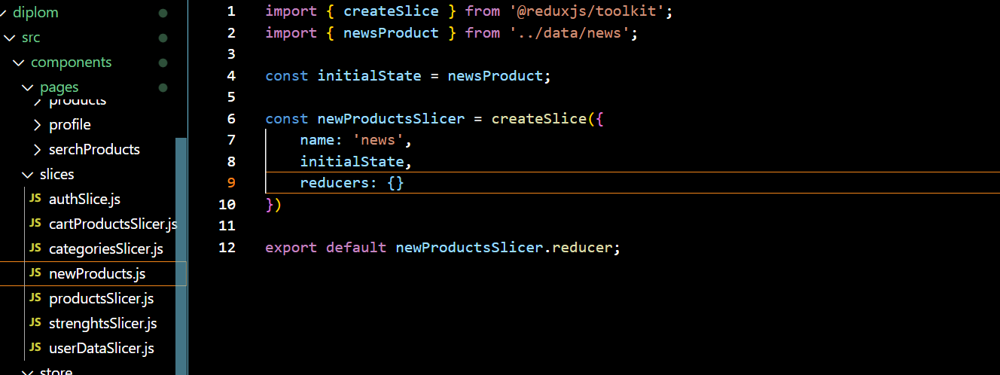 diplom
src
components
pages
products
profile
serchProducts
slices
JS authSlice.js
JS cartProductsSlicer.js
JS categoriesSlicer.js
JS newProducts.js
JS productsSlicer.js
JS strenghtsSlicer.js
JS userDataSlicer.js
store
1 import { createSlice } from '@reduxjs/toolkit';
2 import { newsProduct } from '../data/news';
3
4 const initialState = newsProduct;
5
6 const newProductsSlicer = createSlice({
7     name: 'news',
8     initialState,
9     reducers: {}
10 })
11
12 export default newProductsSlicer.reducer;